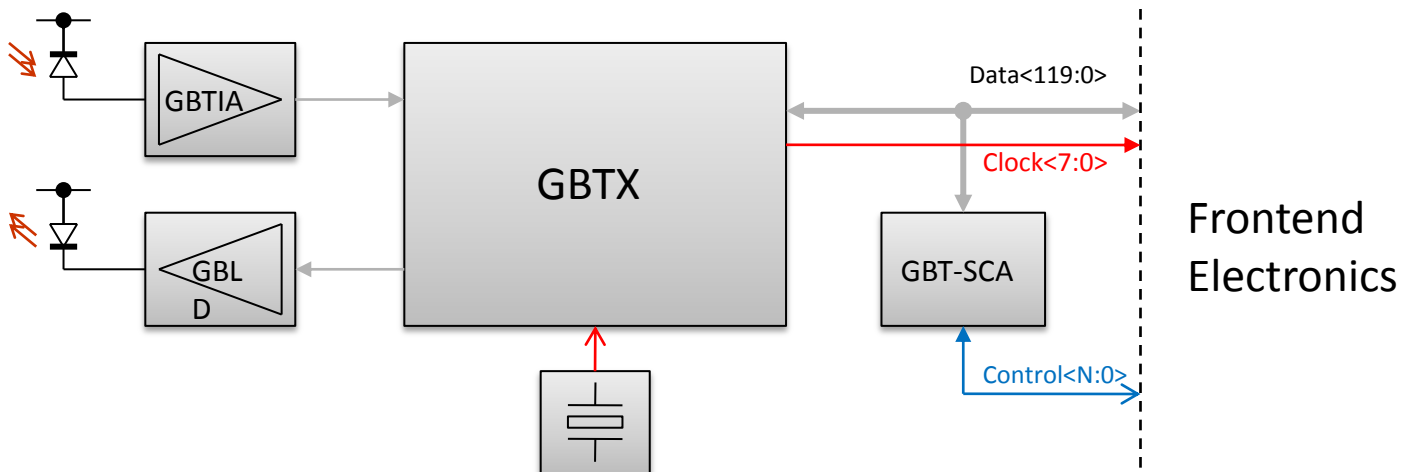 GBTIA
GBTX
Data<119:0>
Clock<7:0>
GBL
D
GBT-SCA
Control<N:0>
Frontend
Electronics